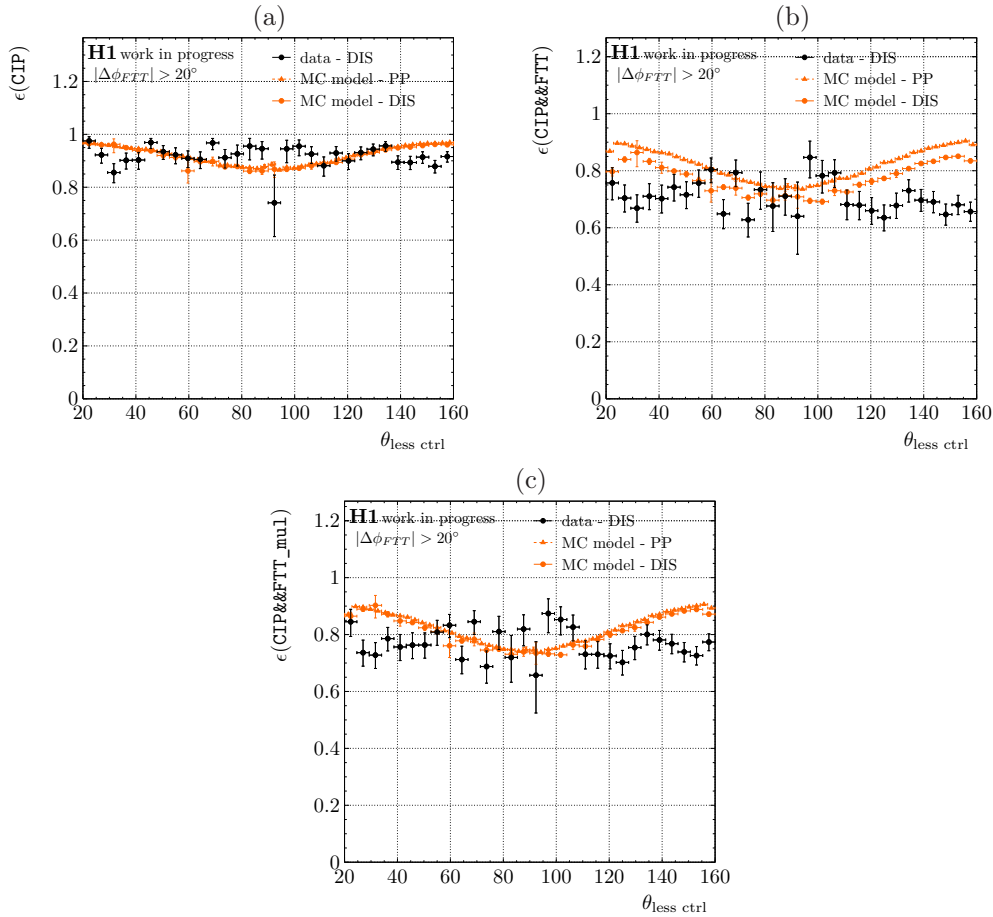 (a)
ϵ(CIP)
H1 work in progress
|Δϕ_FTT| > 20°
data - DIS
MC model - PP
MC model - DIS
1.2
1
0.8
0.6
0.4
0.2
0
20 40 60 80 100 120 140 160
θ_less ctrl
(b)
ϵ(CIP&&FTT)
H1 work in progress
|Δϕ_FTT| > 20°
data - DIS
MC model - PP
MC model - DIS
1.2
1
0.8
0.6
0.4
0.2
0
20 40 60 80 100 120 140 160
θ_less ctrl
(c)
ϵ(CIP&&FTT_mul)
H1 work in progress
|Δϕ_FTT| > 20°
data - DIS
MC model - PP
MC model - DIS
1.2
1
0.8
0.6
0.4
0.2
0
20 40 60 80 100 120 140 160
θ_less ctrl